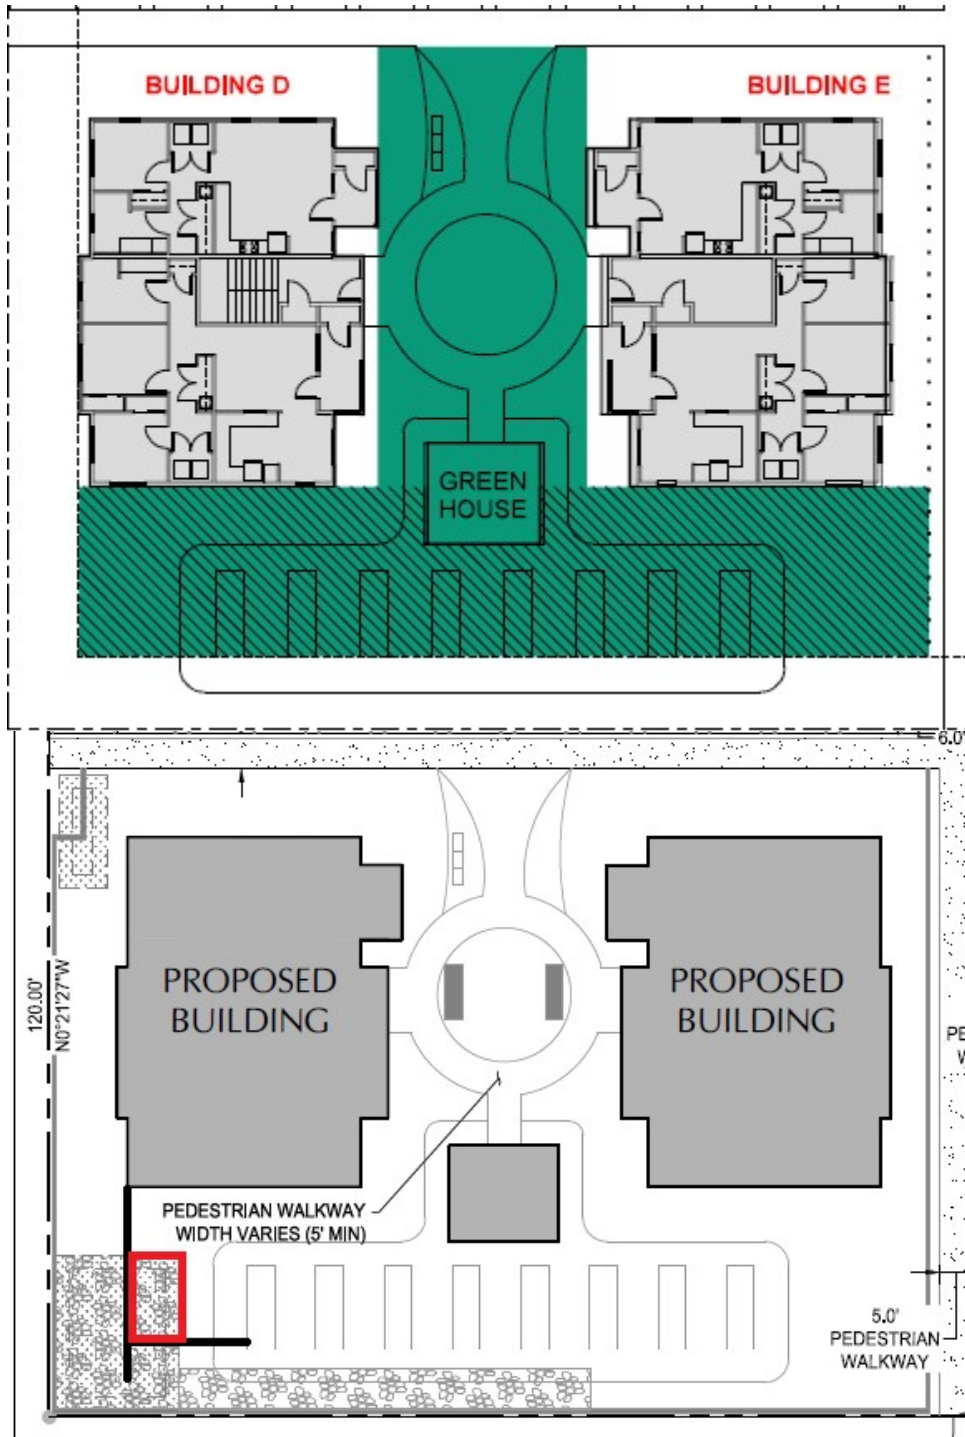 BUILDING D
BUILDING E
GREEN
HOUSE
6.0'
120.00'
N0°21'27"W
PROPOSED
BUILDING
PROPOSED
BUILDING
PEDESTRIAN WALKWAY
WIDTH VARIES (5' MIN)
5.0'
PEDESTRIAN
WALKWAY